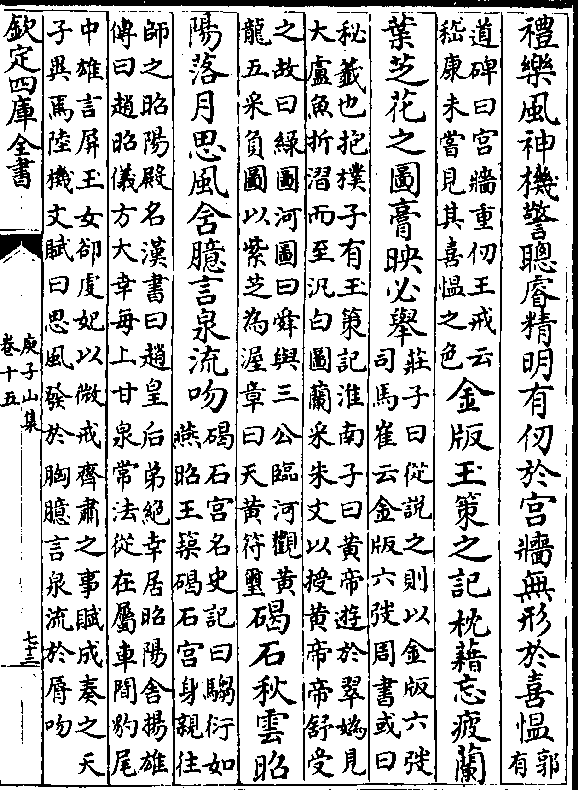 禮樂風神機警聰睿精明有仞於宮牆無形於喜愠郭
有
道碑曰宮牆重仞王戒云
嵇康未嘗見其喜愠之色
金版玉策之記枕藉忘疲蘭
葉芝花之圖膏映必舉
莊子曰從說之則以金版六弢
司馬崔云金版六弢周書或曰
秘籖也抱樸子有玉策記淮南子曰黄帝遊於翠媯見
大盧魚折溜而至汎白圖蘭采朱文以授黄帝帝舒受
之故曰綠圖河圖曰舜與三公臨河觀黄
龍五采負圖以紫芝為渥章曰天黄符璽
碣石秋雲昭
陽落月思風含臆言泉流吻
碣石宮名史記曰騶衍如
燕昭王築碣石宮身親往
師之昭陽殿名漢書曰趙皇后弟絶幸居昭陽舍揚雄
傳曰趙昭儀方大幸每上甘泉常法從在屬車間豹尾
中雄言屏玉女卻虙妃以微戒齊肅之事賦成奏之天
子異焉陸機文賦曰思風發於胸臆言泉流於脣吻
欽定四庫全書
庾子山集
卷十五
七十三